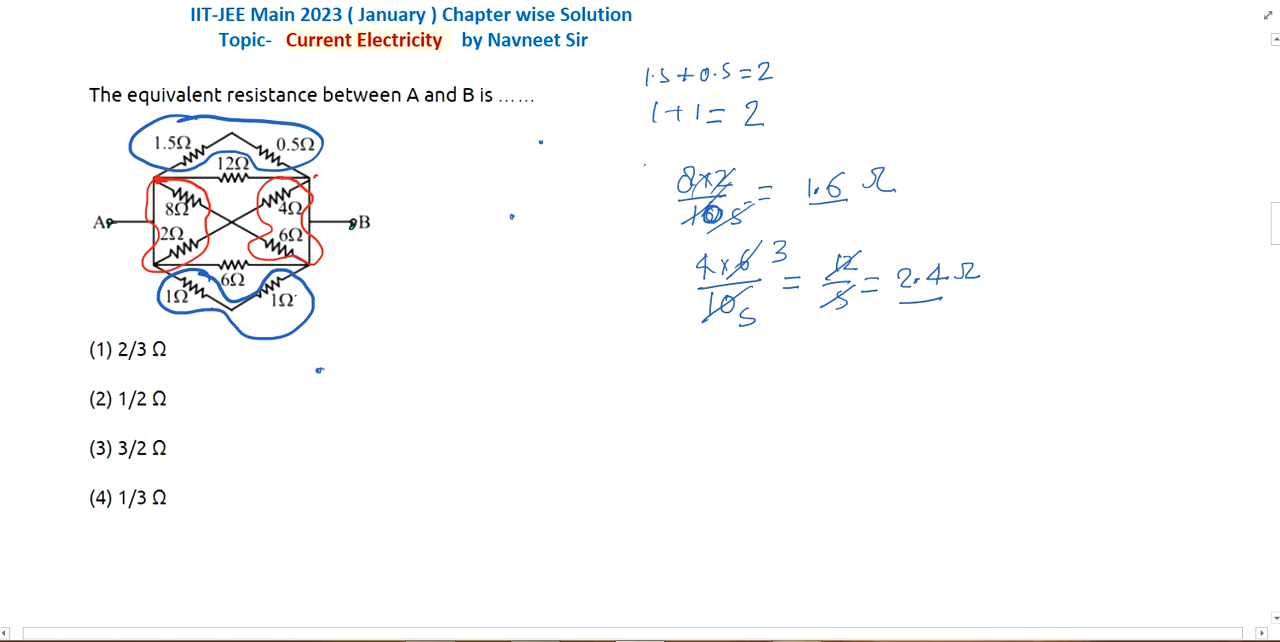 IIT-JEE Main 2023 ( January ) Chapter wise Solution
Topic- Current Electricity by Navneet Sir
The equivalent resistance between A and B is ......
1.5Ω
0.5Ω
12Ω
8Ω
4Ω
A
B
2Ω
6Ω
6Ω
1Ω
1Ω
(1) 2/3 Ω
(2) 1/2 Ω
(3) 3/2 Ω
(4) 1/3 Ω
1.5+0.5=2
1+1=2
8×2/10 5 = 1.6 Ω
4×6 3/10 5 = 12/5 = 2.4 Ω